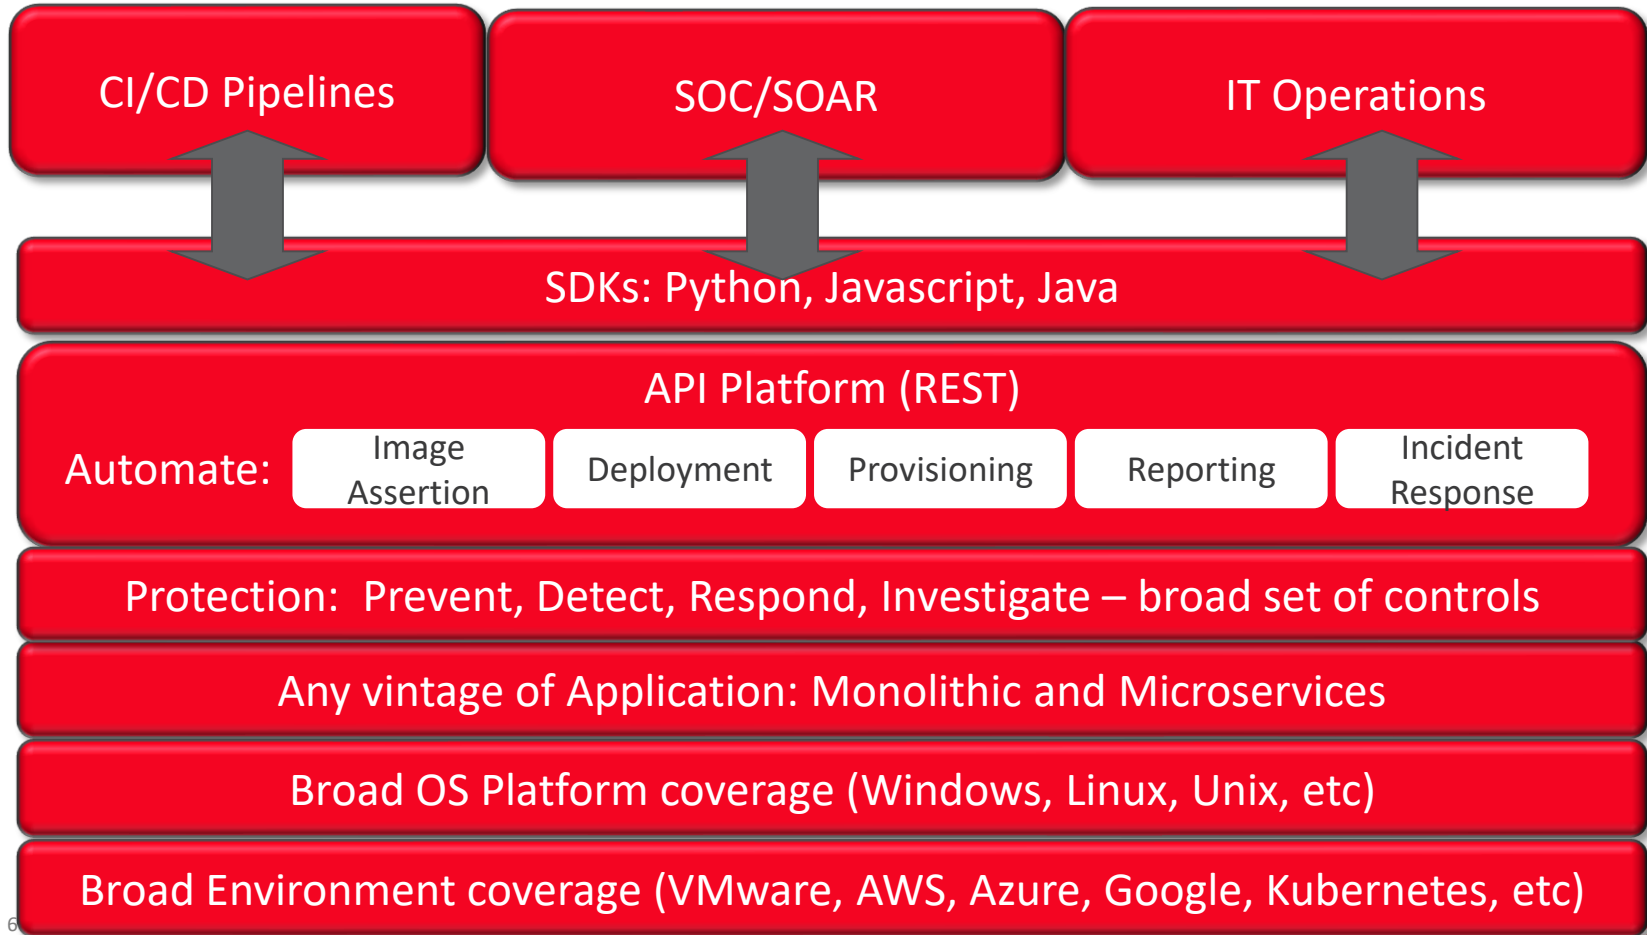 CI/CD Pipelines
SOC/SOAR
IT Operations
SDKs: Python, Javascript, Java
API Platform (REST)
Automate:
Image
Assertion
Deployment
Provisioning
Reporting
Incident
Response
Protection:  Prevent, Detect, Respond, Investigate – broad set of controls
Any vintage of Application: Monolithic and Microservices
Broad OS Platform coverage (Windows, Linux, Unix, etc)
Broad Environment coverage (VMware, AWS, Azure, Google, Kubernetes, etc)
6